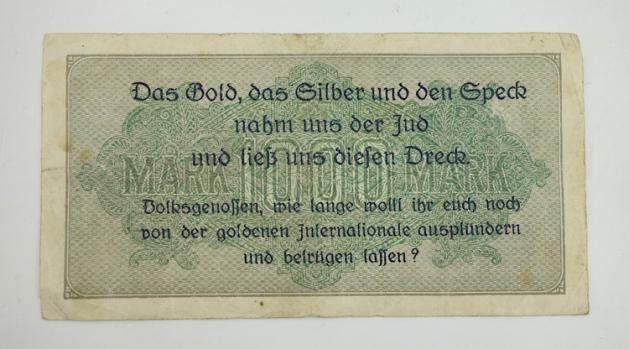 Das Gold, das Silber und den Speck
nahm uns der Jud
MARK 1000 MARK
und ließ uns diesen Dreck.
Volksgenossen, wie lange wollt ihr euch noch
von der goldenen Internationale ausplündern
und betrügen lassen?